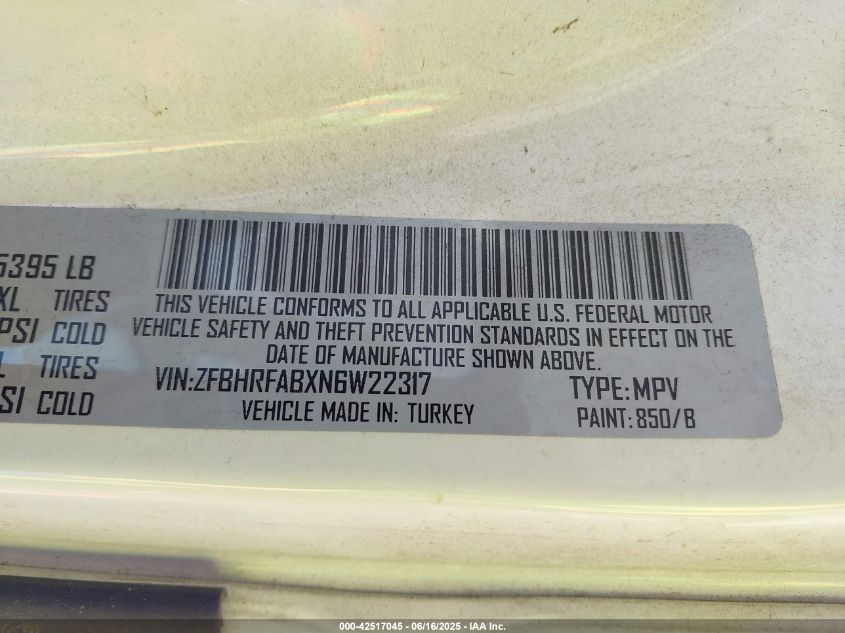 5395 LB
XL TIRES
PSI COLD
TIRES
SI COLD
THIS VEHICLE CONFORMS TO ALL APPLICABLE U.S. FEDERAL MOTOR
VEHICLE SAFETY AND THEFT PREVENTION STANDARDS IN EFFECT ON THE
DATE OF MANUFACTURE SHOWN ABOVE.
VIN:ZFBHRFABXN6W22317 TYPE:MPV
VEHICLE MADE IN: TURKEY PAINT:850/B
000-42517045 - 06/16/2025 - IAA Inc.